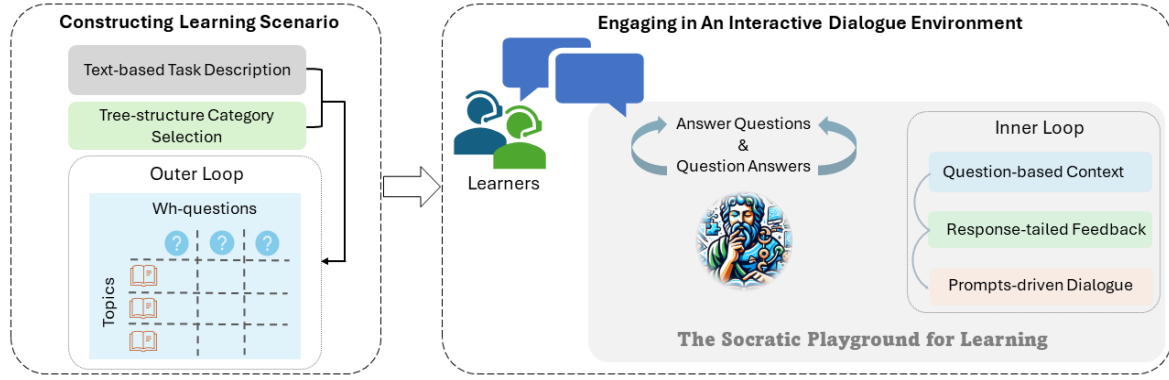 Constructing Learning Scenario
Text-based Task Description
Tree-structure Category
Selection
Outer Loop
Wh-questions
? ? ?
Topics
Engaging in An Interactive Dialogue Environment
Learners
Answer Questions
&
Question Answers
Inner Loop
Question-based Context
Response-tailed Feedback
Prompts-driven Dialogue
The Socratic Playground for Learning